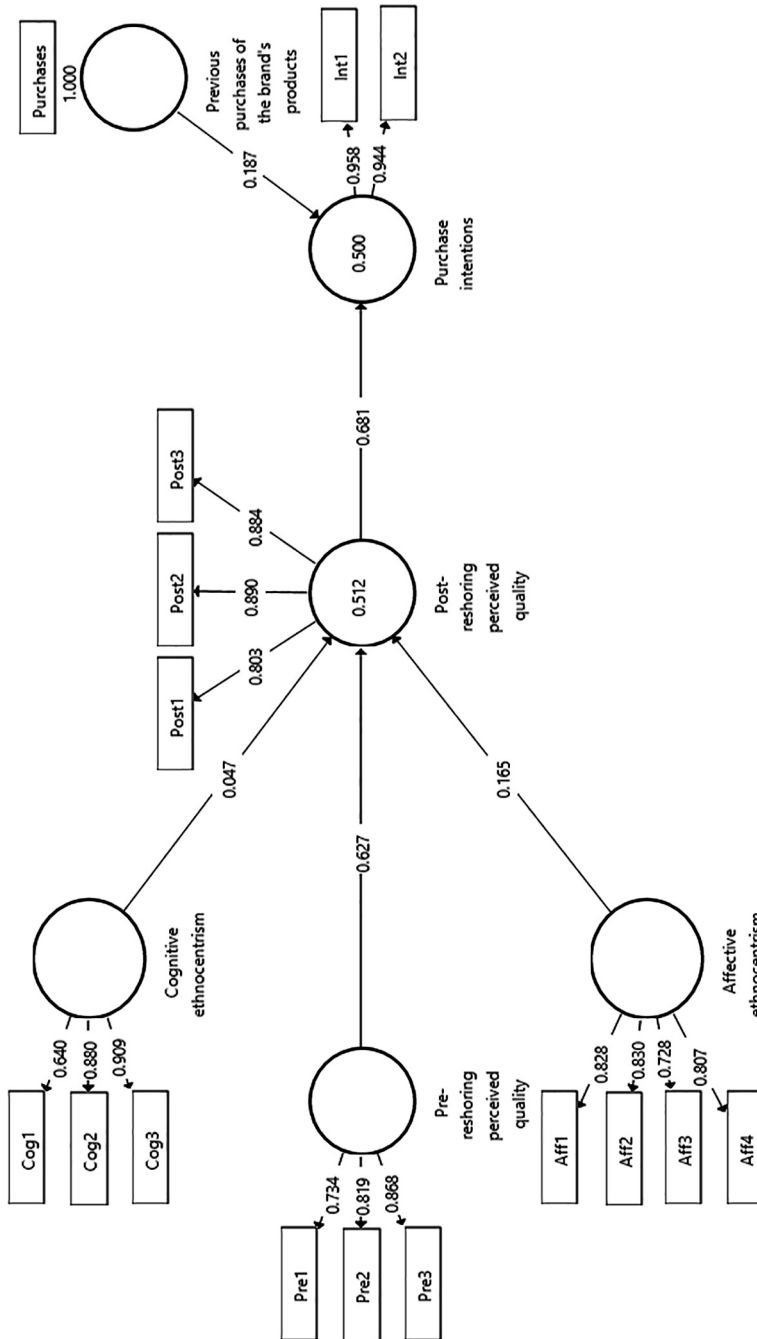 Purchases
1.000
Previous
purchases of
the brand's
products
0.187
Int1
Int2
0.958
0.944
0.500
Purchase
intentions
0.681
Post1
Post2
Post3
0.803
0.890
0.884
0.512
Post-
reshoring
perceived
quality
0.047
0.627
0.165
Cognitive
ethnocentrism
Cog1
Cog2
Cog3
0.640
0.880
0.909
Pre-
reshoring
perceived
quality
Pre1
Pre2
Pre3
0.734
0.819
0.868
Affective
ethnocentrism
Aff1
Aff2
Aff3
Aff4
0.828
0.830
0.728
0.807